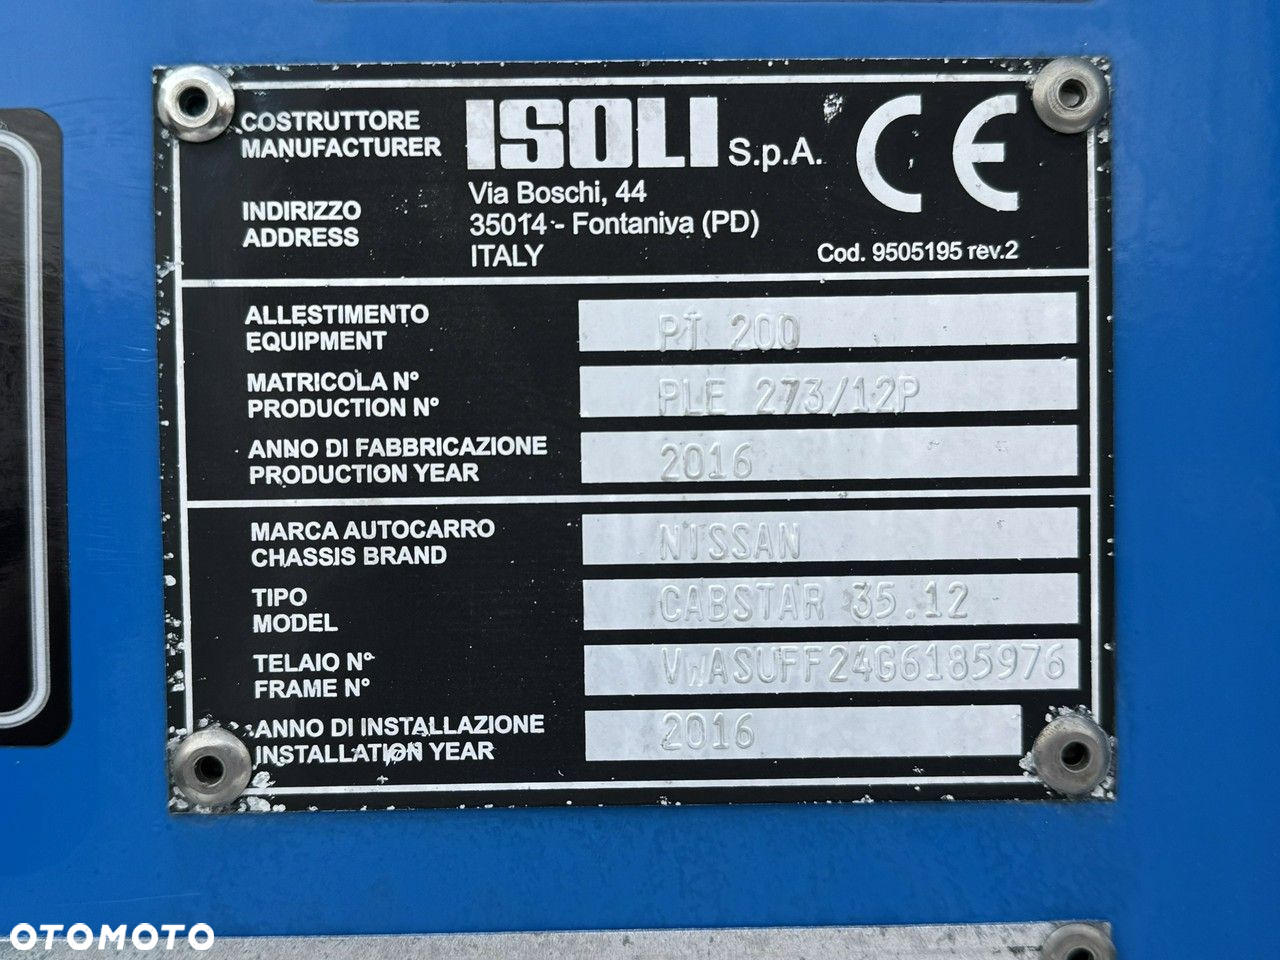 COSTRUTTORE
MANUFACTURER
ISOLI S.p.A.
CE
INDIRIZZO
ADDRESS
Via Boschi, 44
35014 - Fontaniva (PD)
ITALY
Cod. 9505195 rev.2
ALLESTIMENTO
EQUIPMENT
PT 200
MATRICOLA N°
PRODUCTION N°
PLE 273/12P
ANNO DI FABBRICAZIONE
PRODUCTION YEAR
2016
MARCA AUTOCARRO
CHASSIS BRAND
NISSAN
TIPO
MODEL
CABSTAR 35.12
TELAIO N°
FRAME N°
VWASUFF24G6185976
ANNO DI INSTALLAZIONE
INSTALLATION YEAR
2016
OTOMOTO